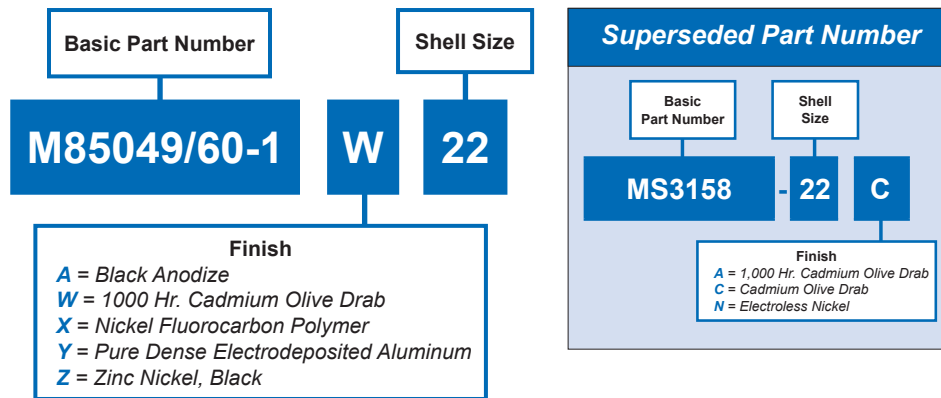 Basic Part Number
Shell Size
M85049/60-1 W 22
Finish
A = Black Anodize
W = 1000 Hr. Cadmium Olive Drab
X = Nickel Fluorocarbon Polymer
Y = Pure Dense Electrodeposited Aluminum
Z = Zinc Nickel, Black
Superseded Part Number
Basic
Part Number
Shell
Size
MS3158 - 22 C
Finish
A = 1,000 Hr. Cadmium Olive Drab
C = Cadmium Olive Drab
N = Electroless Nickel